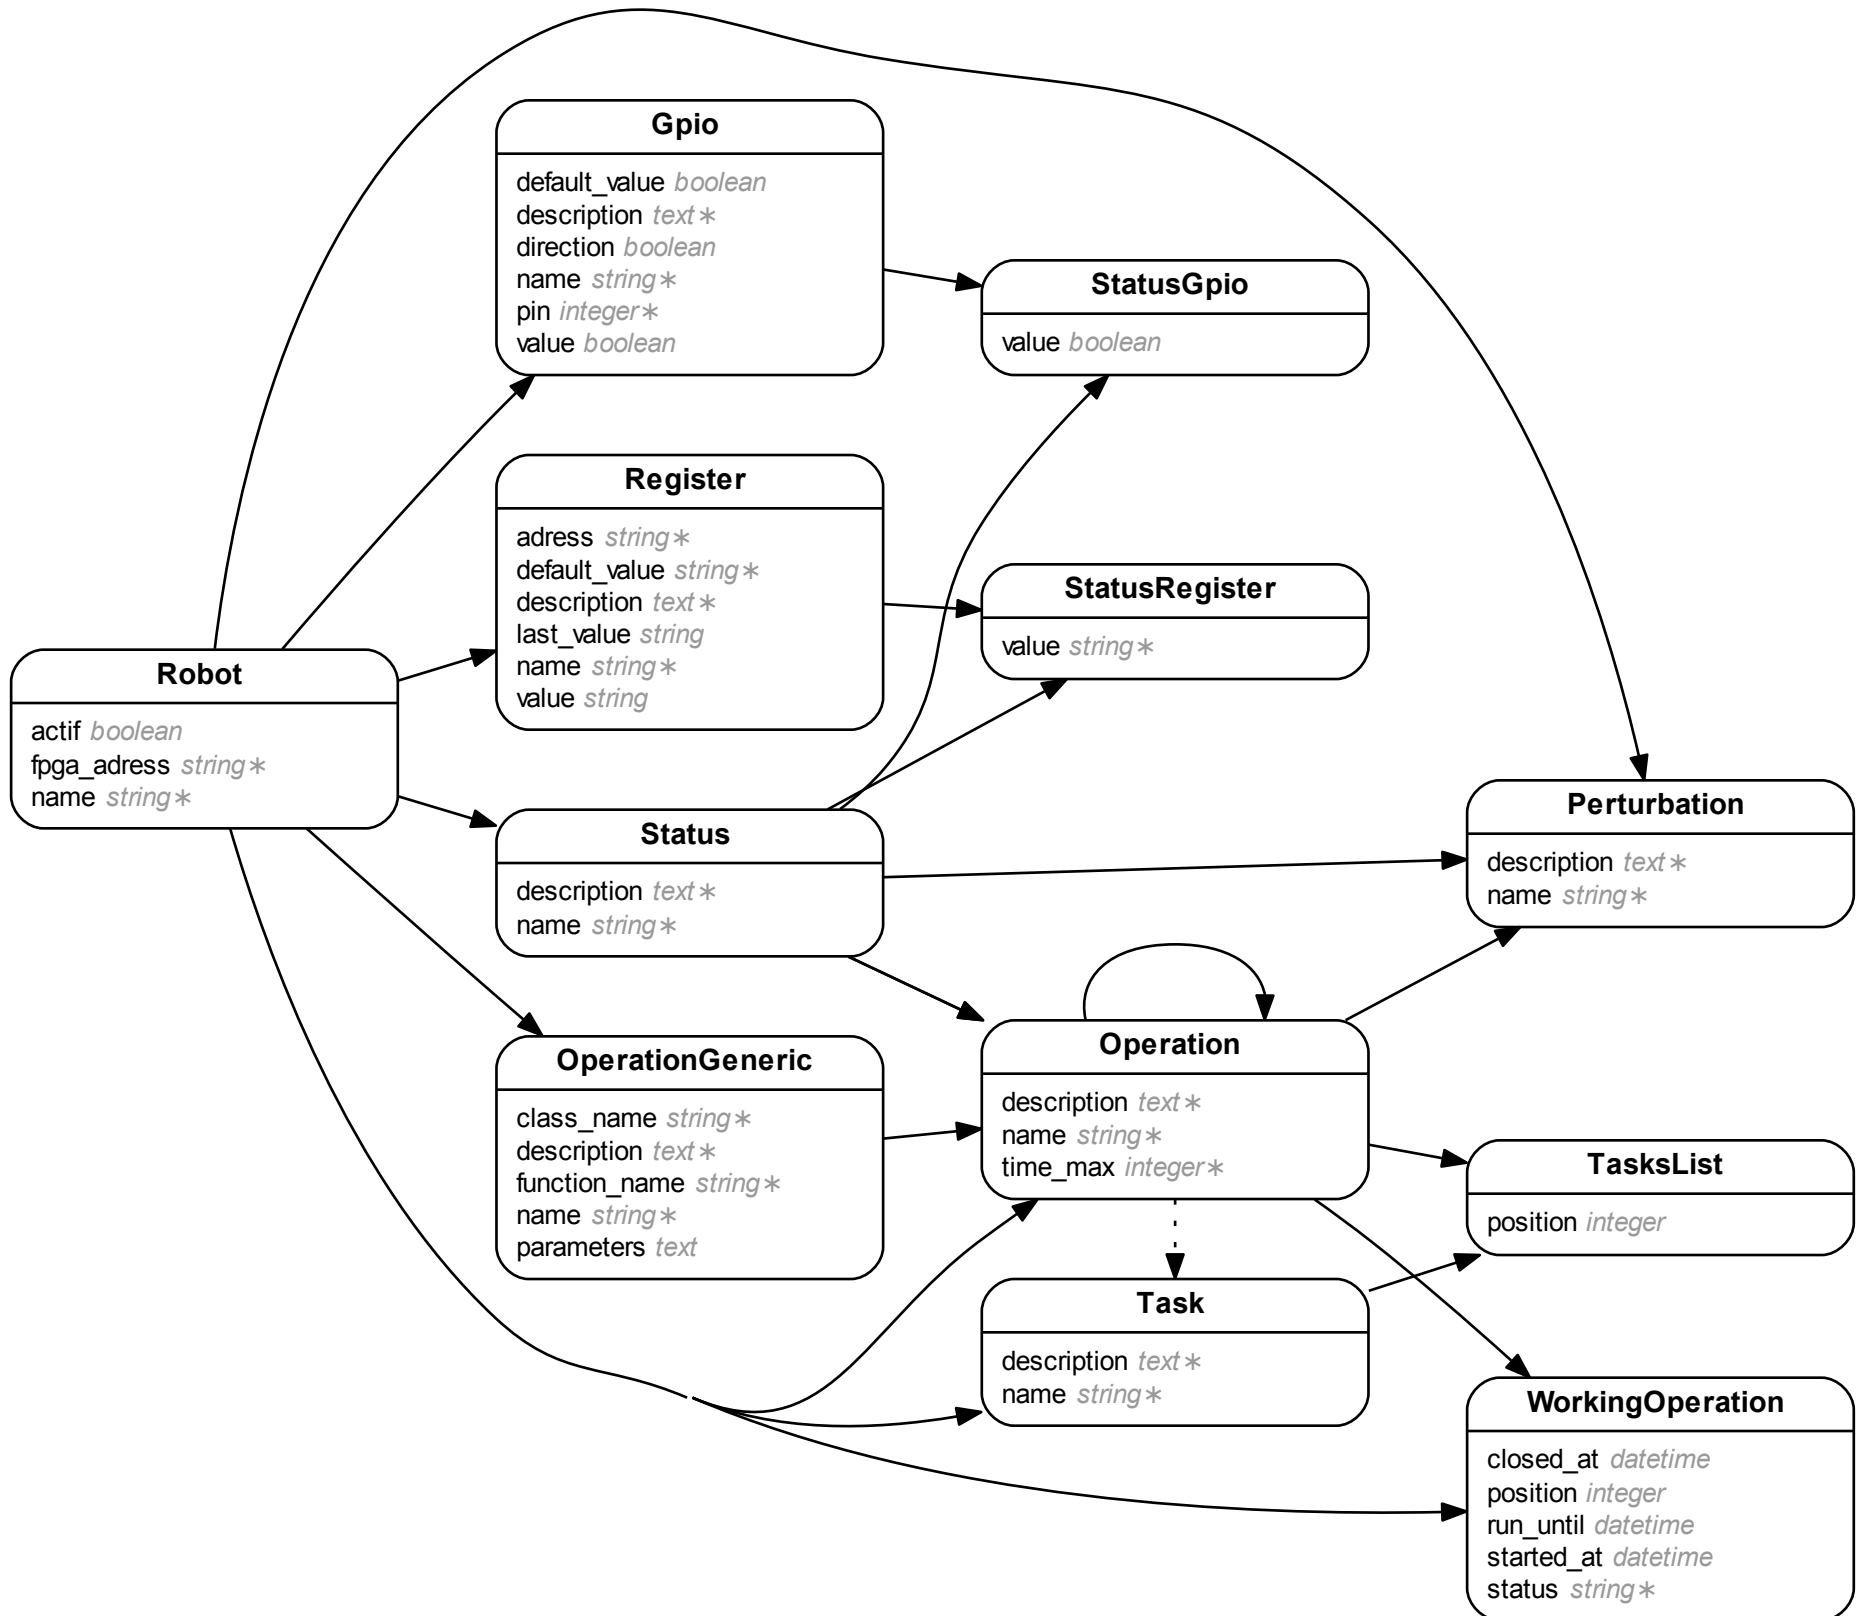 Gpio
default_value boolean
description text∗
direction boolean
name string∗
pin integer∗
value boolean
StatusGpio
value boolean
Register
adress string∗
default_value string∗
description text∗
last_value string
name string∗
value string
StatusRegister
value string∗
Robot
actif boolean
fpga_adress string∗
name string∗
Status
description text∗
name string∗
Perturbation
description text∗
name string∗
OperationGeneric
class_name string∗
description text∗
function_name string∗
name string∗
parameters text
Operation
description text∗
name string∗
time_max integer∗
TasksList
position integer
Task
description text∗
name string∗
WorkingOperation
closed_at datetime
position integer
run_until datetime
started_at datetime
status string∗